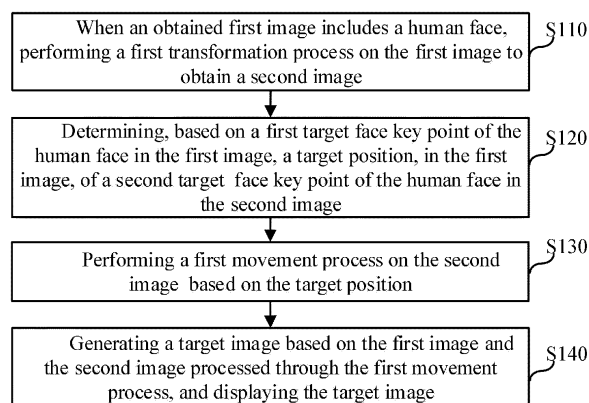 When an obtained first image includes a human face,
performing a first transformation process on the first image to
obtain a second image
S110
Determining, based on a first target face key point of the
human face in the first image, a target position, in the first
image, of a second target face key point of the human face in
the second image
S120
Performing a first movement process on the second
image based on the target position
S130
Generating a target image based on the first image and
the second image processed through the first movement
process, and displaying the target image
S140